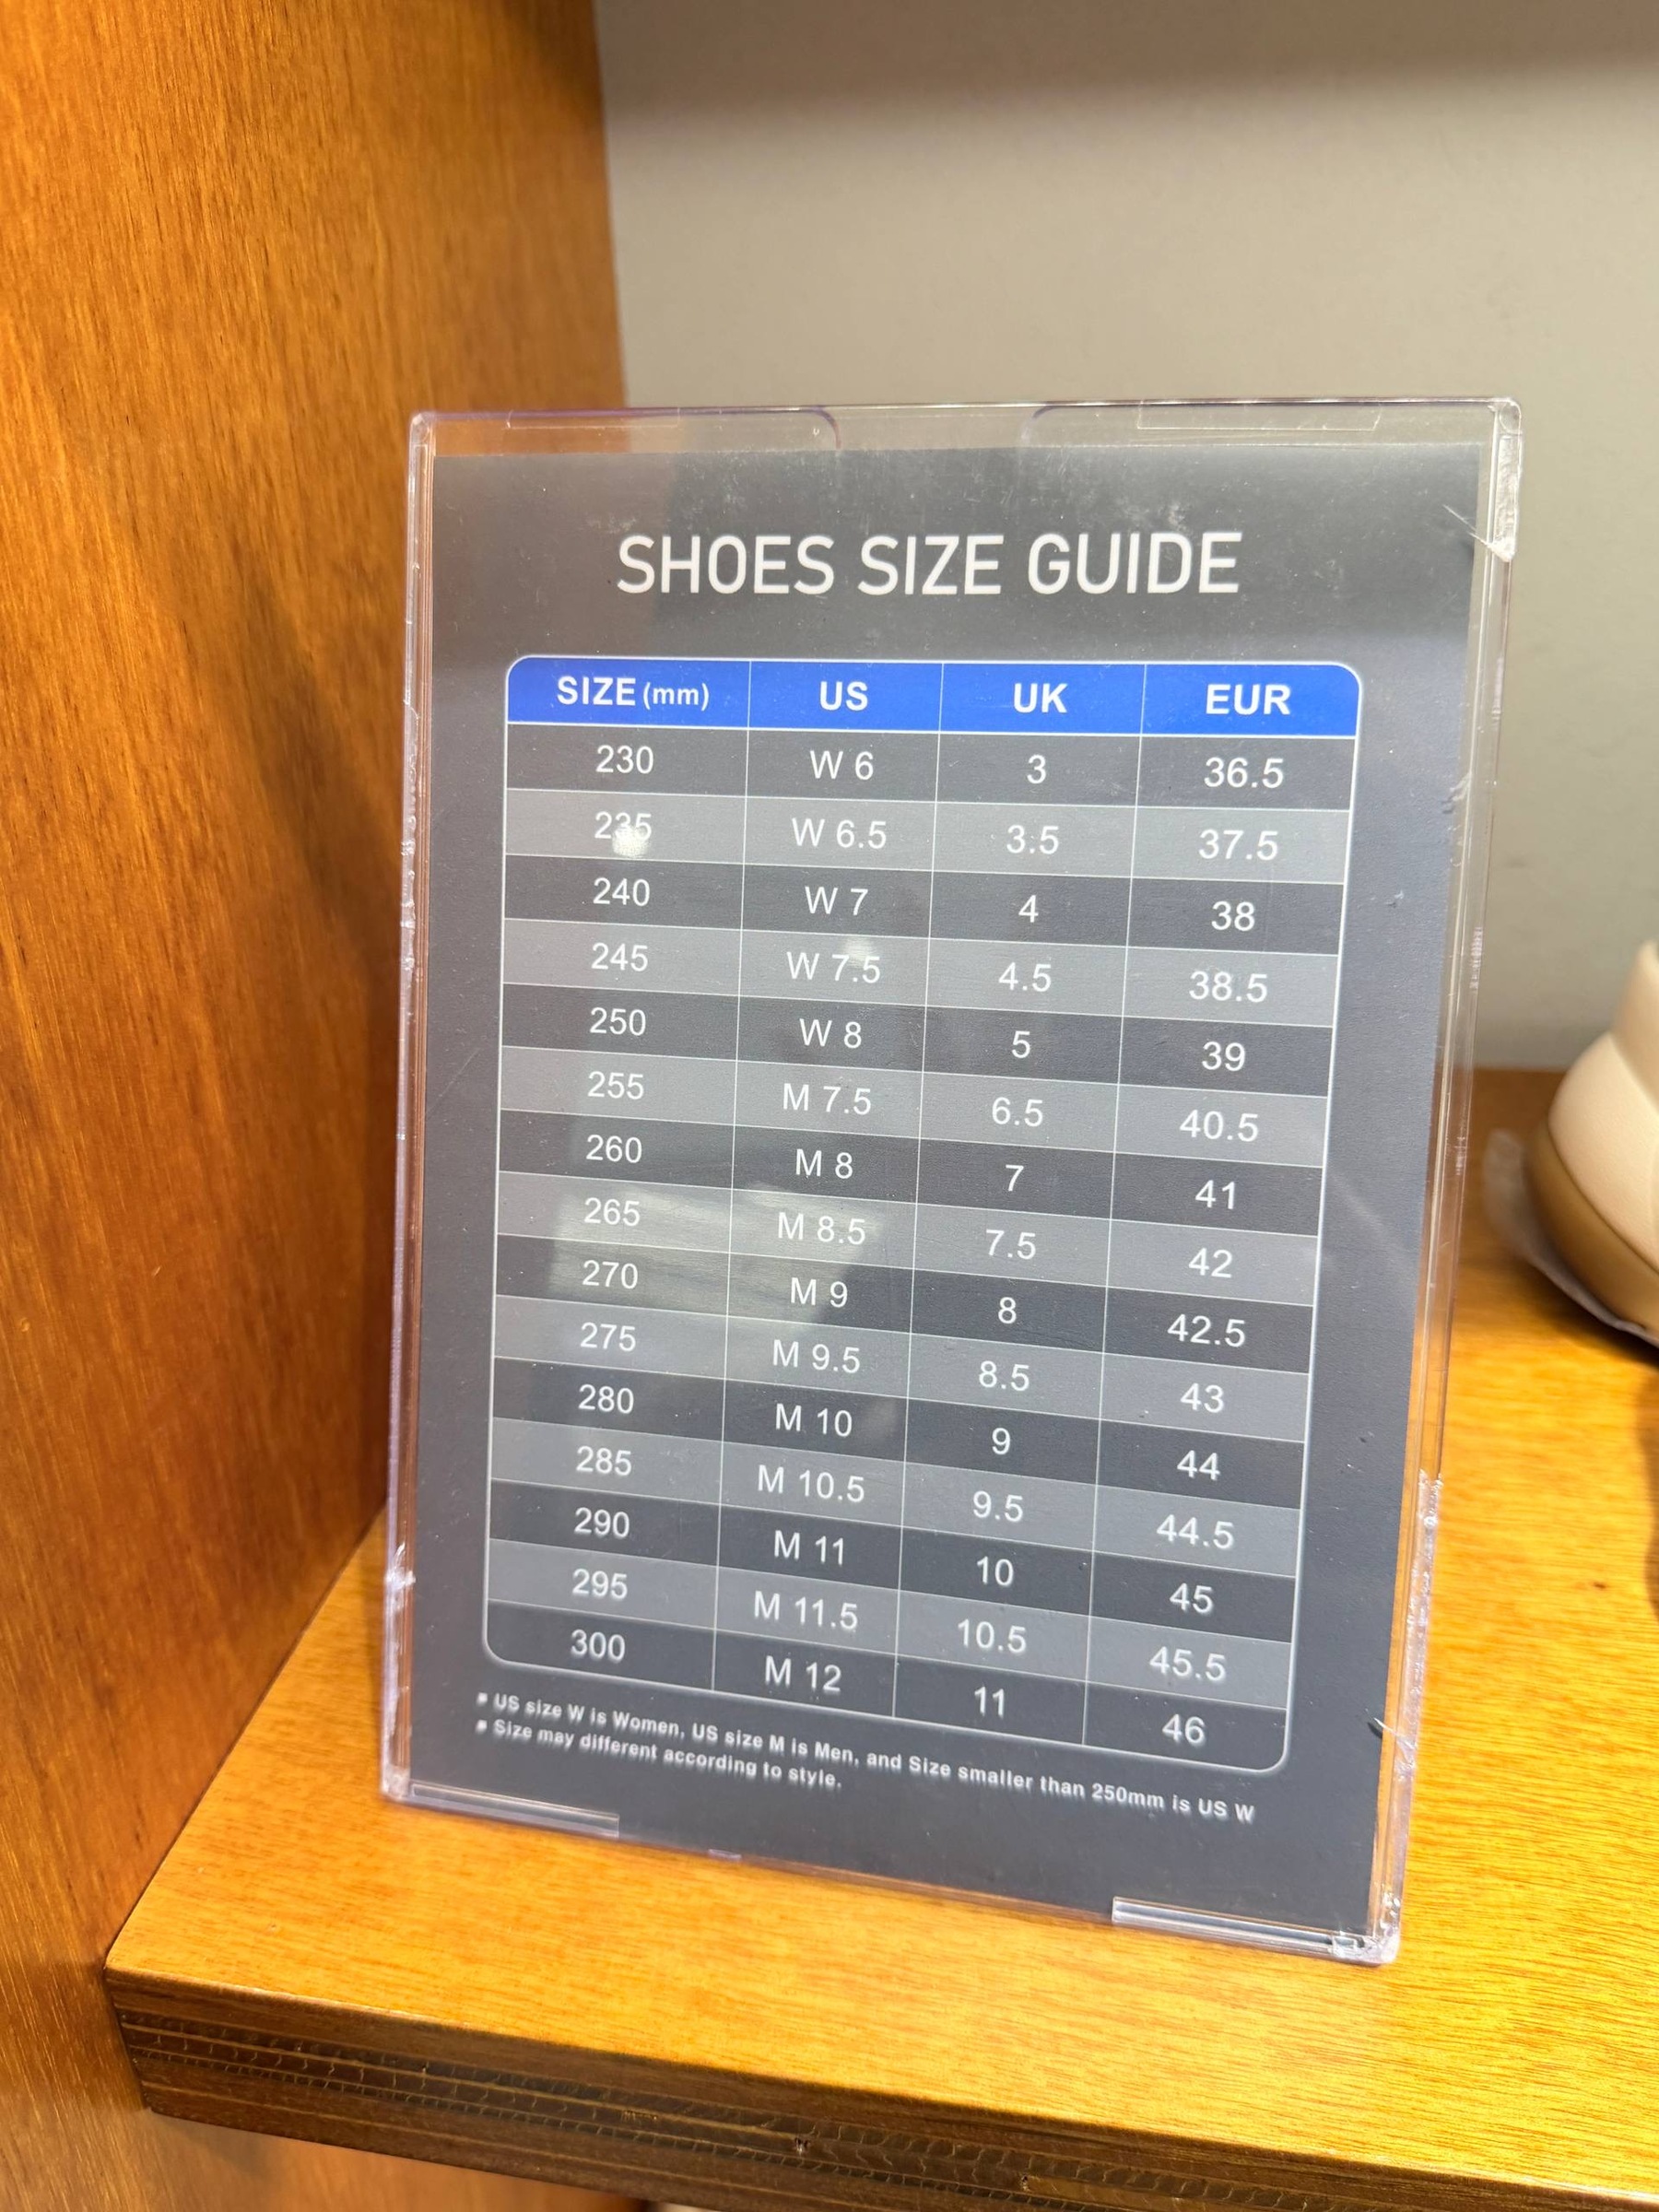 SHOES SIZE GUIDE
SIZE (mm) US UK EUR
230 W 6 3 36.5
235 W 6.5 3.5 37.5
240 W 7 4 38
245 W 7.5 4.5 38.5
250 W 8 5 39
255 M 7.5 6.5 40.5
260 M 8 7 41
265 M 8.5 7.5 42
270 M 9 8 42.5
275 M 9.5 8.5 43
280 M 10 9 44
285 M 10.5 9.5 44.5
290 M 11 10 45
295 M 11.5 10.5 45.5
300 M 12 11 46
▪ US size W is Women, US size M is Men, and Size smaller than 250mm is US W
▪ Size may different according to style.